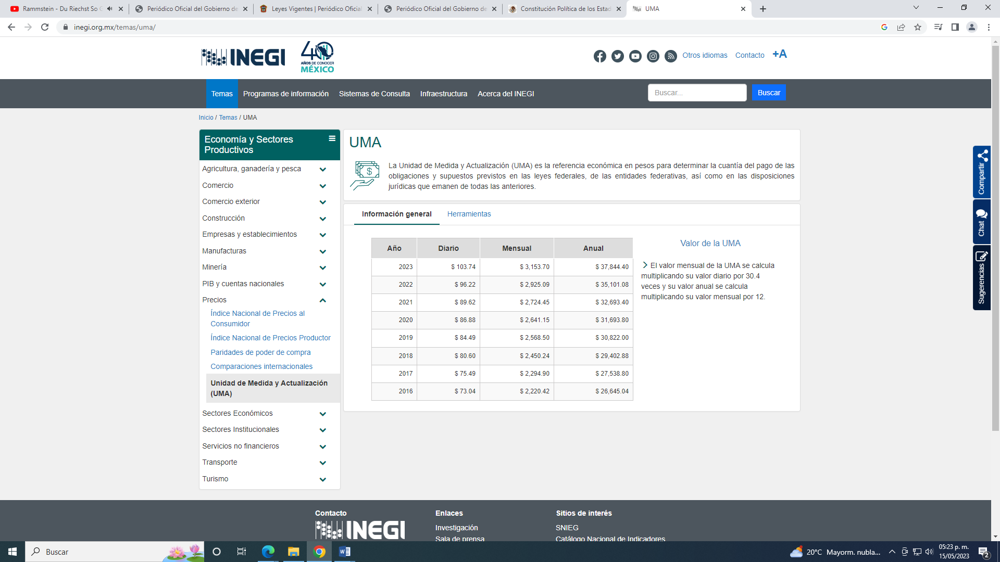 Rammstein - Du Riechst So G
Periódico Oficial del Gobierno de
Leyes Vigentes | Periódico Oficial
Periódico Oficial del Gobierno de
Constitución Política de los Estad
UMA
inegi.org.mx/temas/uma/
INEGI
40
AÑOS DE CONOCER
MÉXICO
Otros idiomas
Contacto
+A
Temas
Programas de información
Sistemas de Consulta
Infraestructura
Acerca del INEGI
Buscar...
Buscar
Inicio / Temas / UMA
Economía y Sectores
Productivos
Agricultura, ganadería y pesca
Comercio
Comercio exterior
Construcción
Empresas y establecimientos
Manufacturas
Minería
PIB y cuentas nacionales
Precios
Índice Nacional de Precios al
Consumidor
Índice Nacional de Precios Productor
Paridades de poder de compra
Comparaciones internacionales
Unidad de Medida y Actualización
(UMA)
Sectores Económicos
Sectores Institucionales
Servicios no financieros
Transporte
Turismo
UMA
La Unidad de Medida y Actualización (UMA) es la referencia económica en pesos para determinar la cuantía del pago de las
obligaciones y supuestos previstos en las leyes federales, de las entidades federativas, así como en las disposiciones
jurídicas que emanen de todas las anteriores.
Información general
Herramientas
Año Diario Mensual Anual
2023 $ 103.74 $ 3,153.70 $ 37,844.40
2022 $ 96.22 $ 2,925.09 $ 35,101.08
2021 $ 89.62 $ 2,724.45 $ 32,693.40
2020 $ 86.88 $ 2,641.15 $ 31,693.80
2019 $ 84.49 $ 2,568.50 $ 30,822.00
2018 $ 80.60 $ 2,450.24 $ 29,402.88
2017 $ 75.49 $ 2,294.90 $ 27,538.80
2016 $ 73.04 $ 2,220.42 $ 26,645.04
Valor de la UMA
El valor mensual de la UMA se calcula
multiplicando su valor diario por 30.4
veces y su valor anual se calcula
multiplicando su valor mensual por 12.
Compartir
Chat
Sugerencias
Contacto
INEGI
Enlaces
Investigación
Sala de prensa
Sitios de interés
SNIEG
Catálogo Nacional de Indicadores
Buscar
20°C Mayorm. nubla...
05:23 p. m.
15/05/2023
2